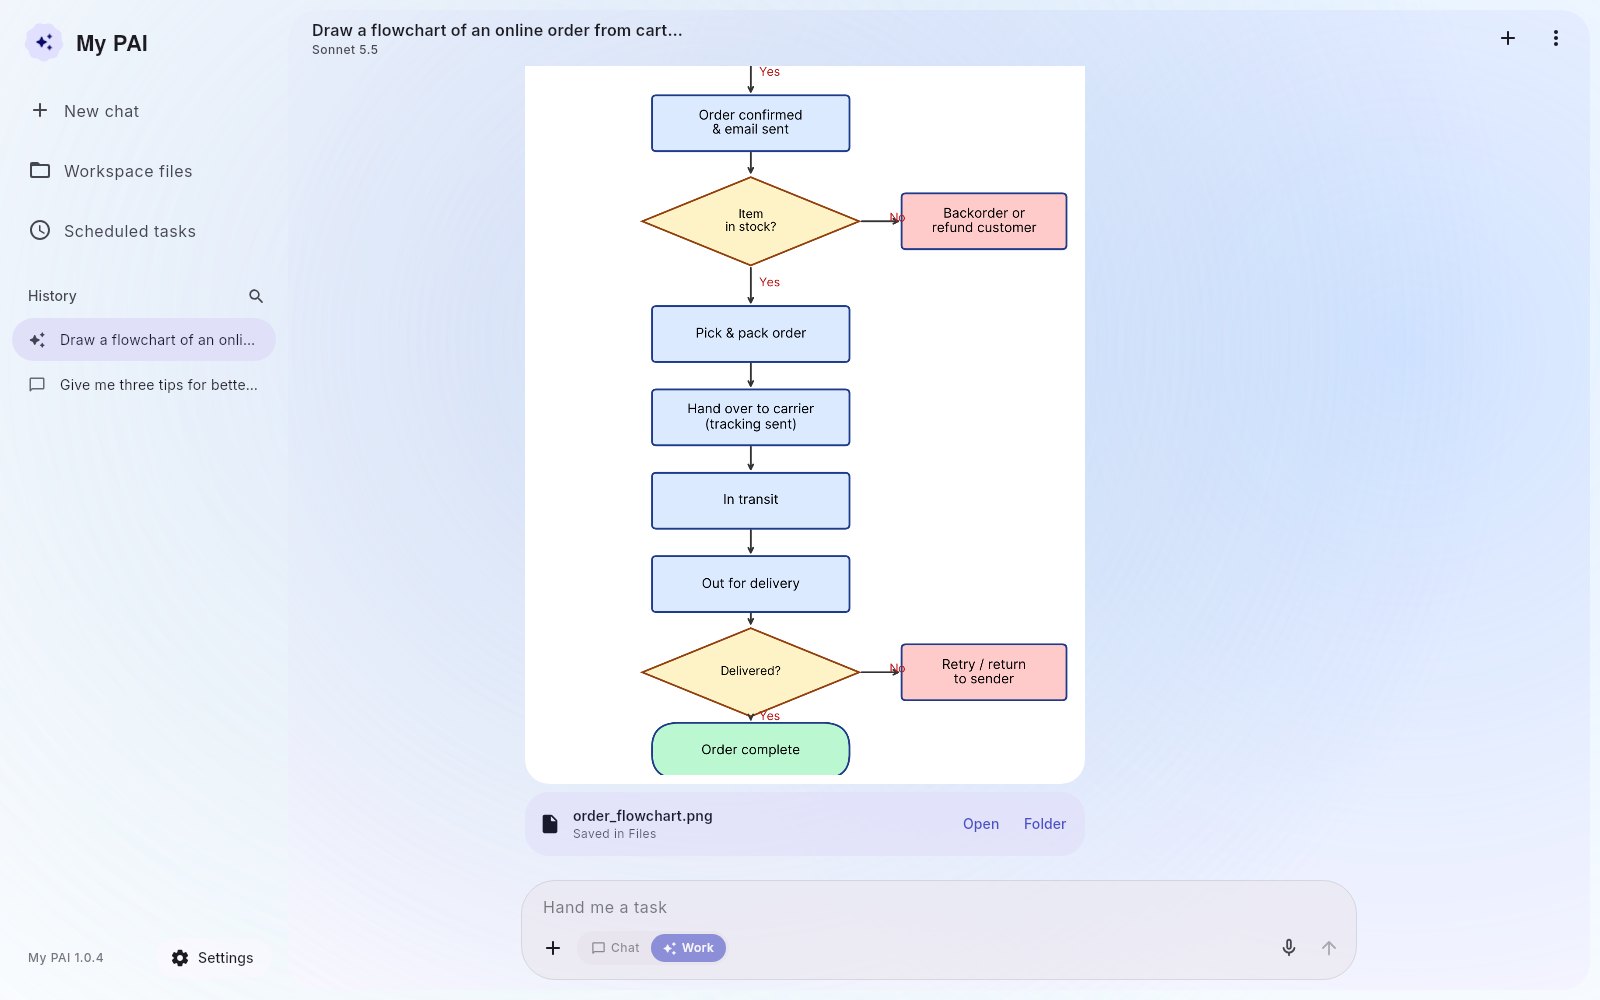 My PAI
New chat
Workspace files
Scheduled tasks
History
Draw a flowchart of an onli...
Give me three tips for bette...
My PAI 1.0.4
Settings
Draw a flowchart of an online order from cart...
Sonnet 5.5
Yes
Order confirmed
& email sent
Item
in stock?
No
Backorder or
refund customer
Yes
Pick & pack order
Hand over to carrier
(tracking sent)
In transit
Out for delivery
Delivered?
No
Retry / return
to sender
Yes
Order complete
order_flowchart.png
Saved in Files
Open
Folder
Hand me a task
Chat
Work